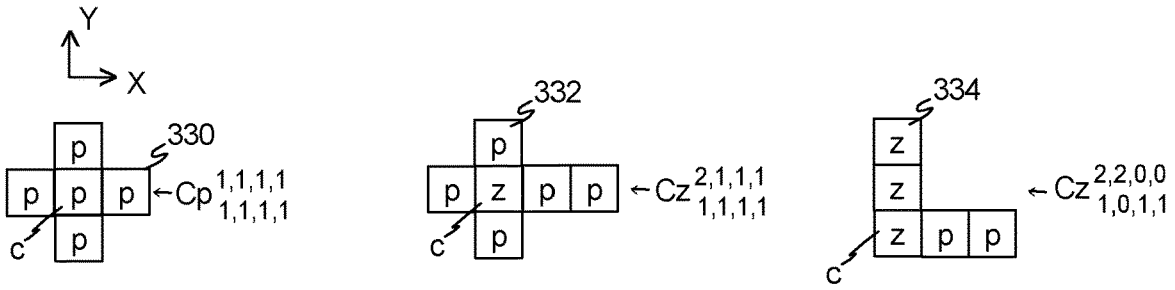 Y
X
330
p
p p p
p
c
← Cp 1,1,1,1
1,1,1,1
332
p
p z p p
p
c
← Cz 2,1,1,1
1,1,1,1
334
z
z
z p p
c
← Cz 2,2,0,0
1,0,1,1